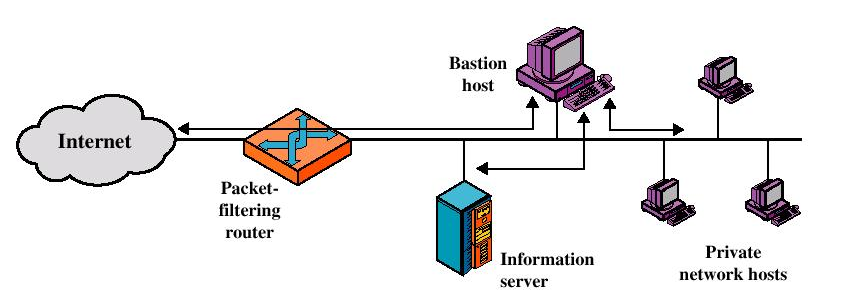 Bastion
host
Internet
Packet-
filtering
router
Information
server
Private
network hosts